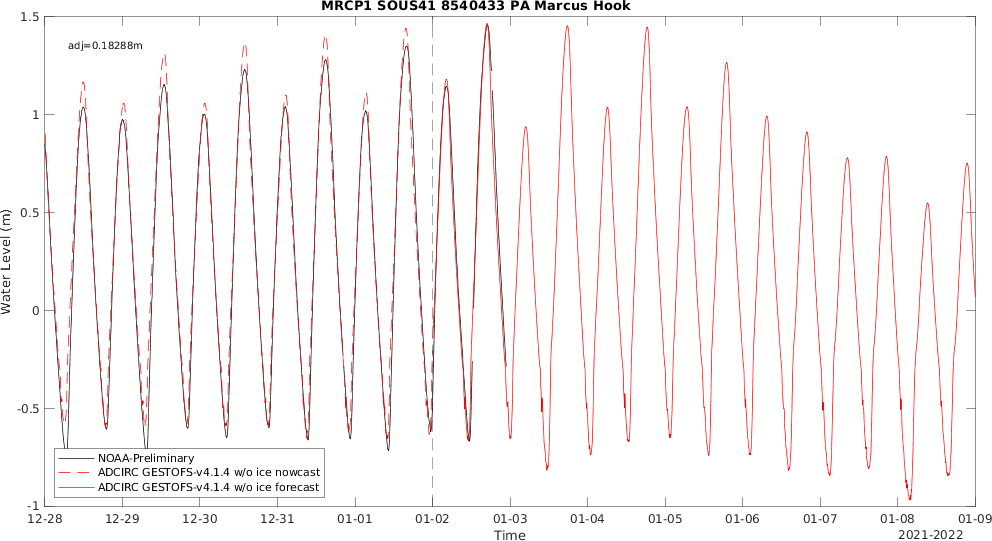 MRCP1 SOUS41 8540433 PA Marcus Hook
1.5
adj=0.18288m
1
0.5
Water Level (m)
0
-0.5
NOAA-Preliminary
ADCIRC GESTOFS-v4.1.4 w/o ice nowcast
ADCIRC GESTOFS-v4.1.4 w/o ice forecast
-1
12-28 12-29 12-30 12-31 01-01 01-02 01-03 01-04 01-05 01-06 01-07 01-08 01-09
Time
2021-2022